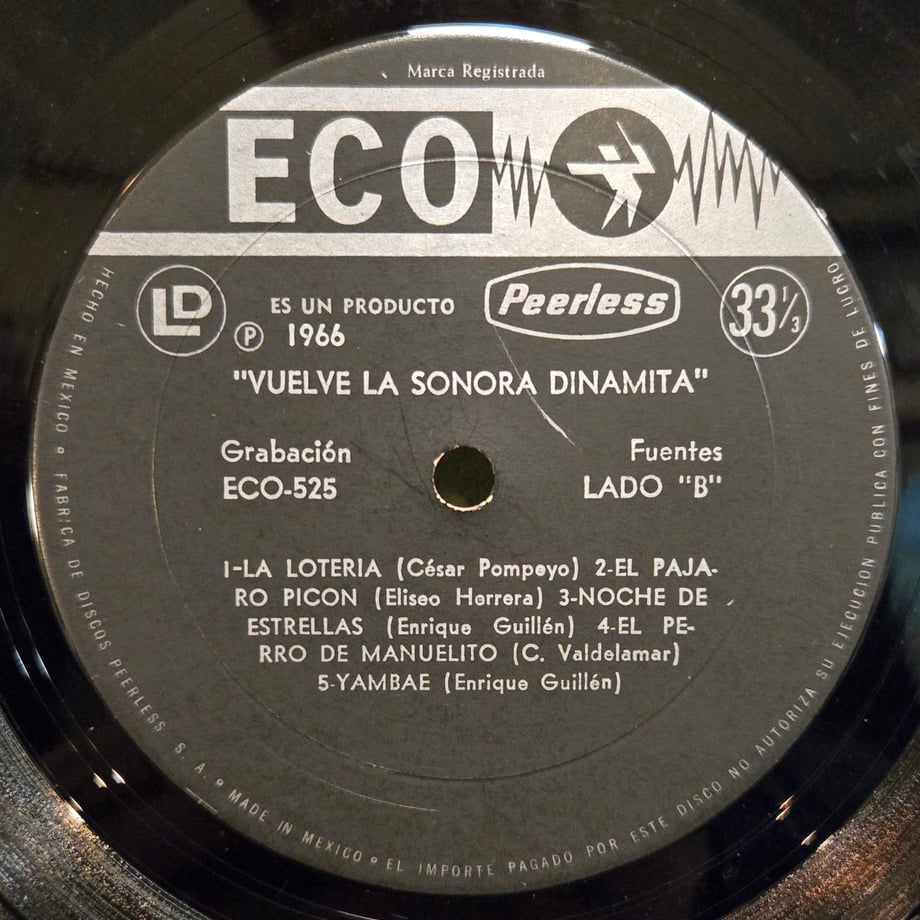 Marca Registrada
ECO
LD
ES UN PRODUCTO
Peerless
33 1/3
℗ 1966
"VUELVE LA SONORA DINAMITA"
Grabación Fuentes
ECO-525 LADO "B"
1-LA LOTERIA (César Pompeyo) 2-EL PAJA-
RO PICON (Eliseo Herrera) 3-NOCHE DE
ESTRELLAS (Enrique Guillén) 4-EL PE-
RRO DE MANUELITO (C. Valdelamar)
5-YAMBAE (Enrique Guillén)
HECHO EN MEXICO • FABRICA DE DISCOS PEERLESS S. A. • MADE IN MEXICO • EL IMPORTE PAGADO POR ESTE DISCO NO AUTORIZA SU EJECUCION PUBLICA CON FINES DE LUCRO